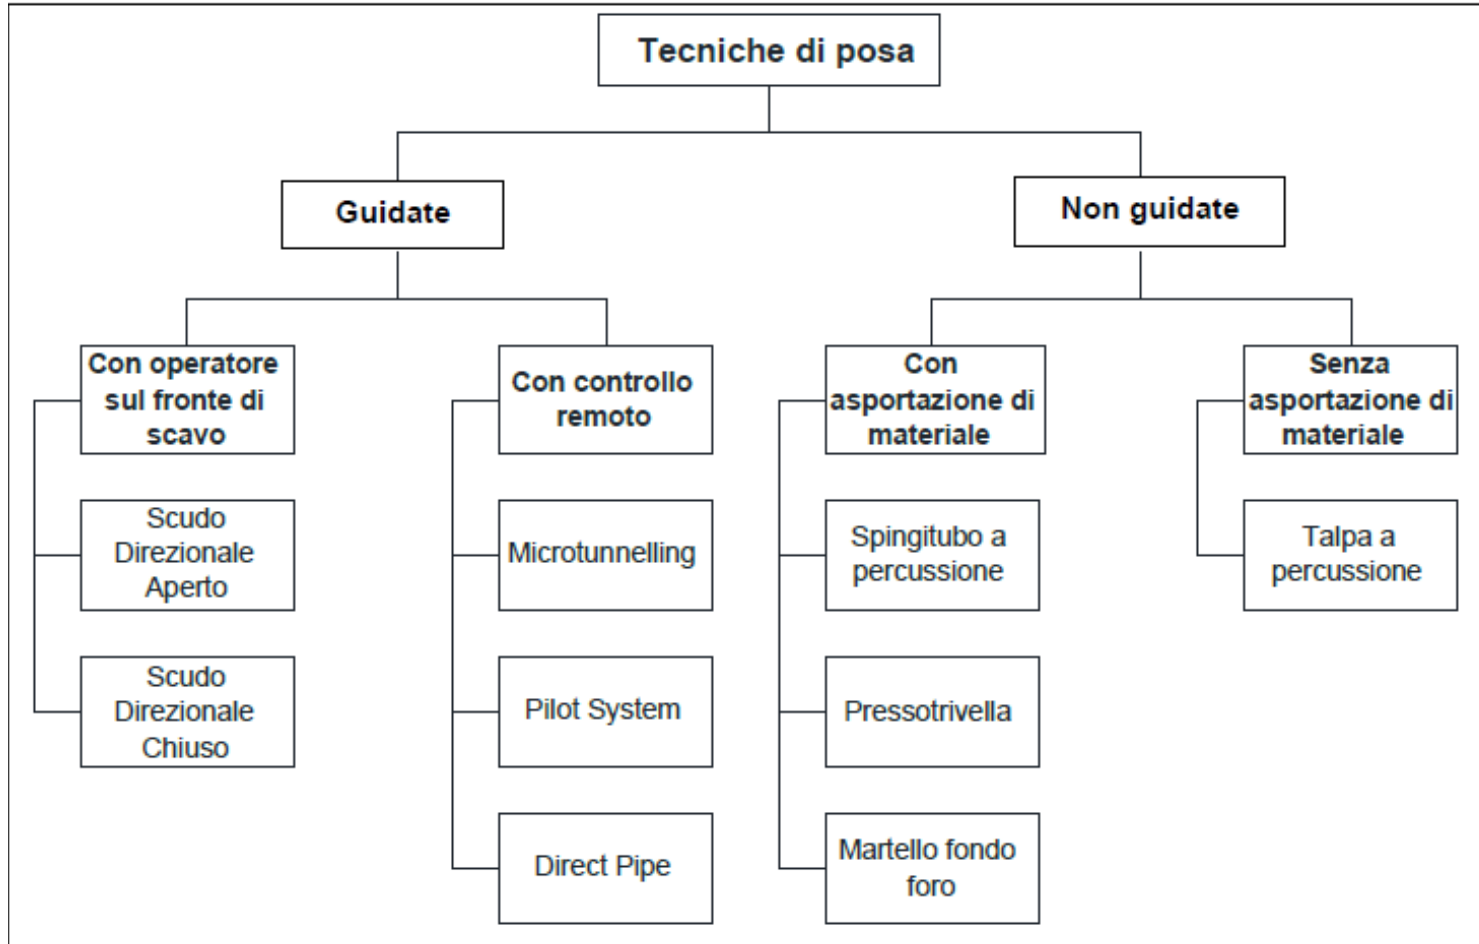 Tecniche di posa
Guidate
Non guidate
Con operatore
sul fronte di
scavo
Con controllo
remoto
Con
asportazione di
materiale
Senza
asportazione di
materiale
Scudo
Direzionale
Aperto
Microtunnelling
Spingitubo a
percussione
Talpa a
percussione
Scudo
Direzionale
Chiuso
Pilot System
Pressotrivella
Direct Pipe
Martello fondo
foro